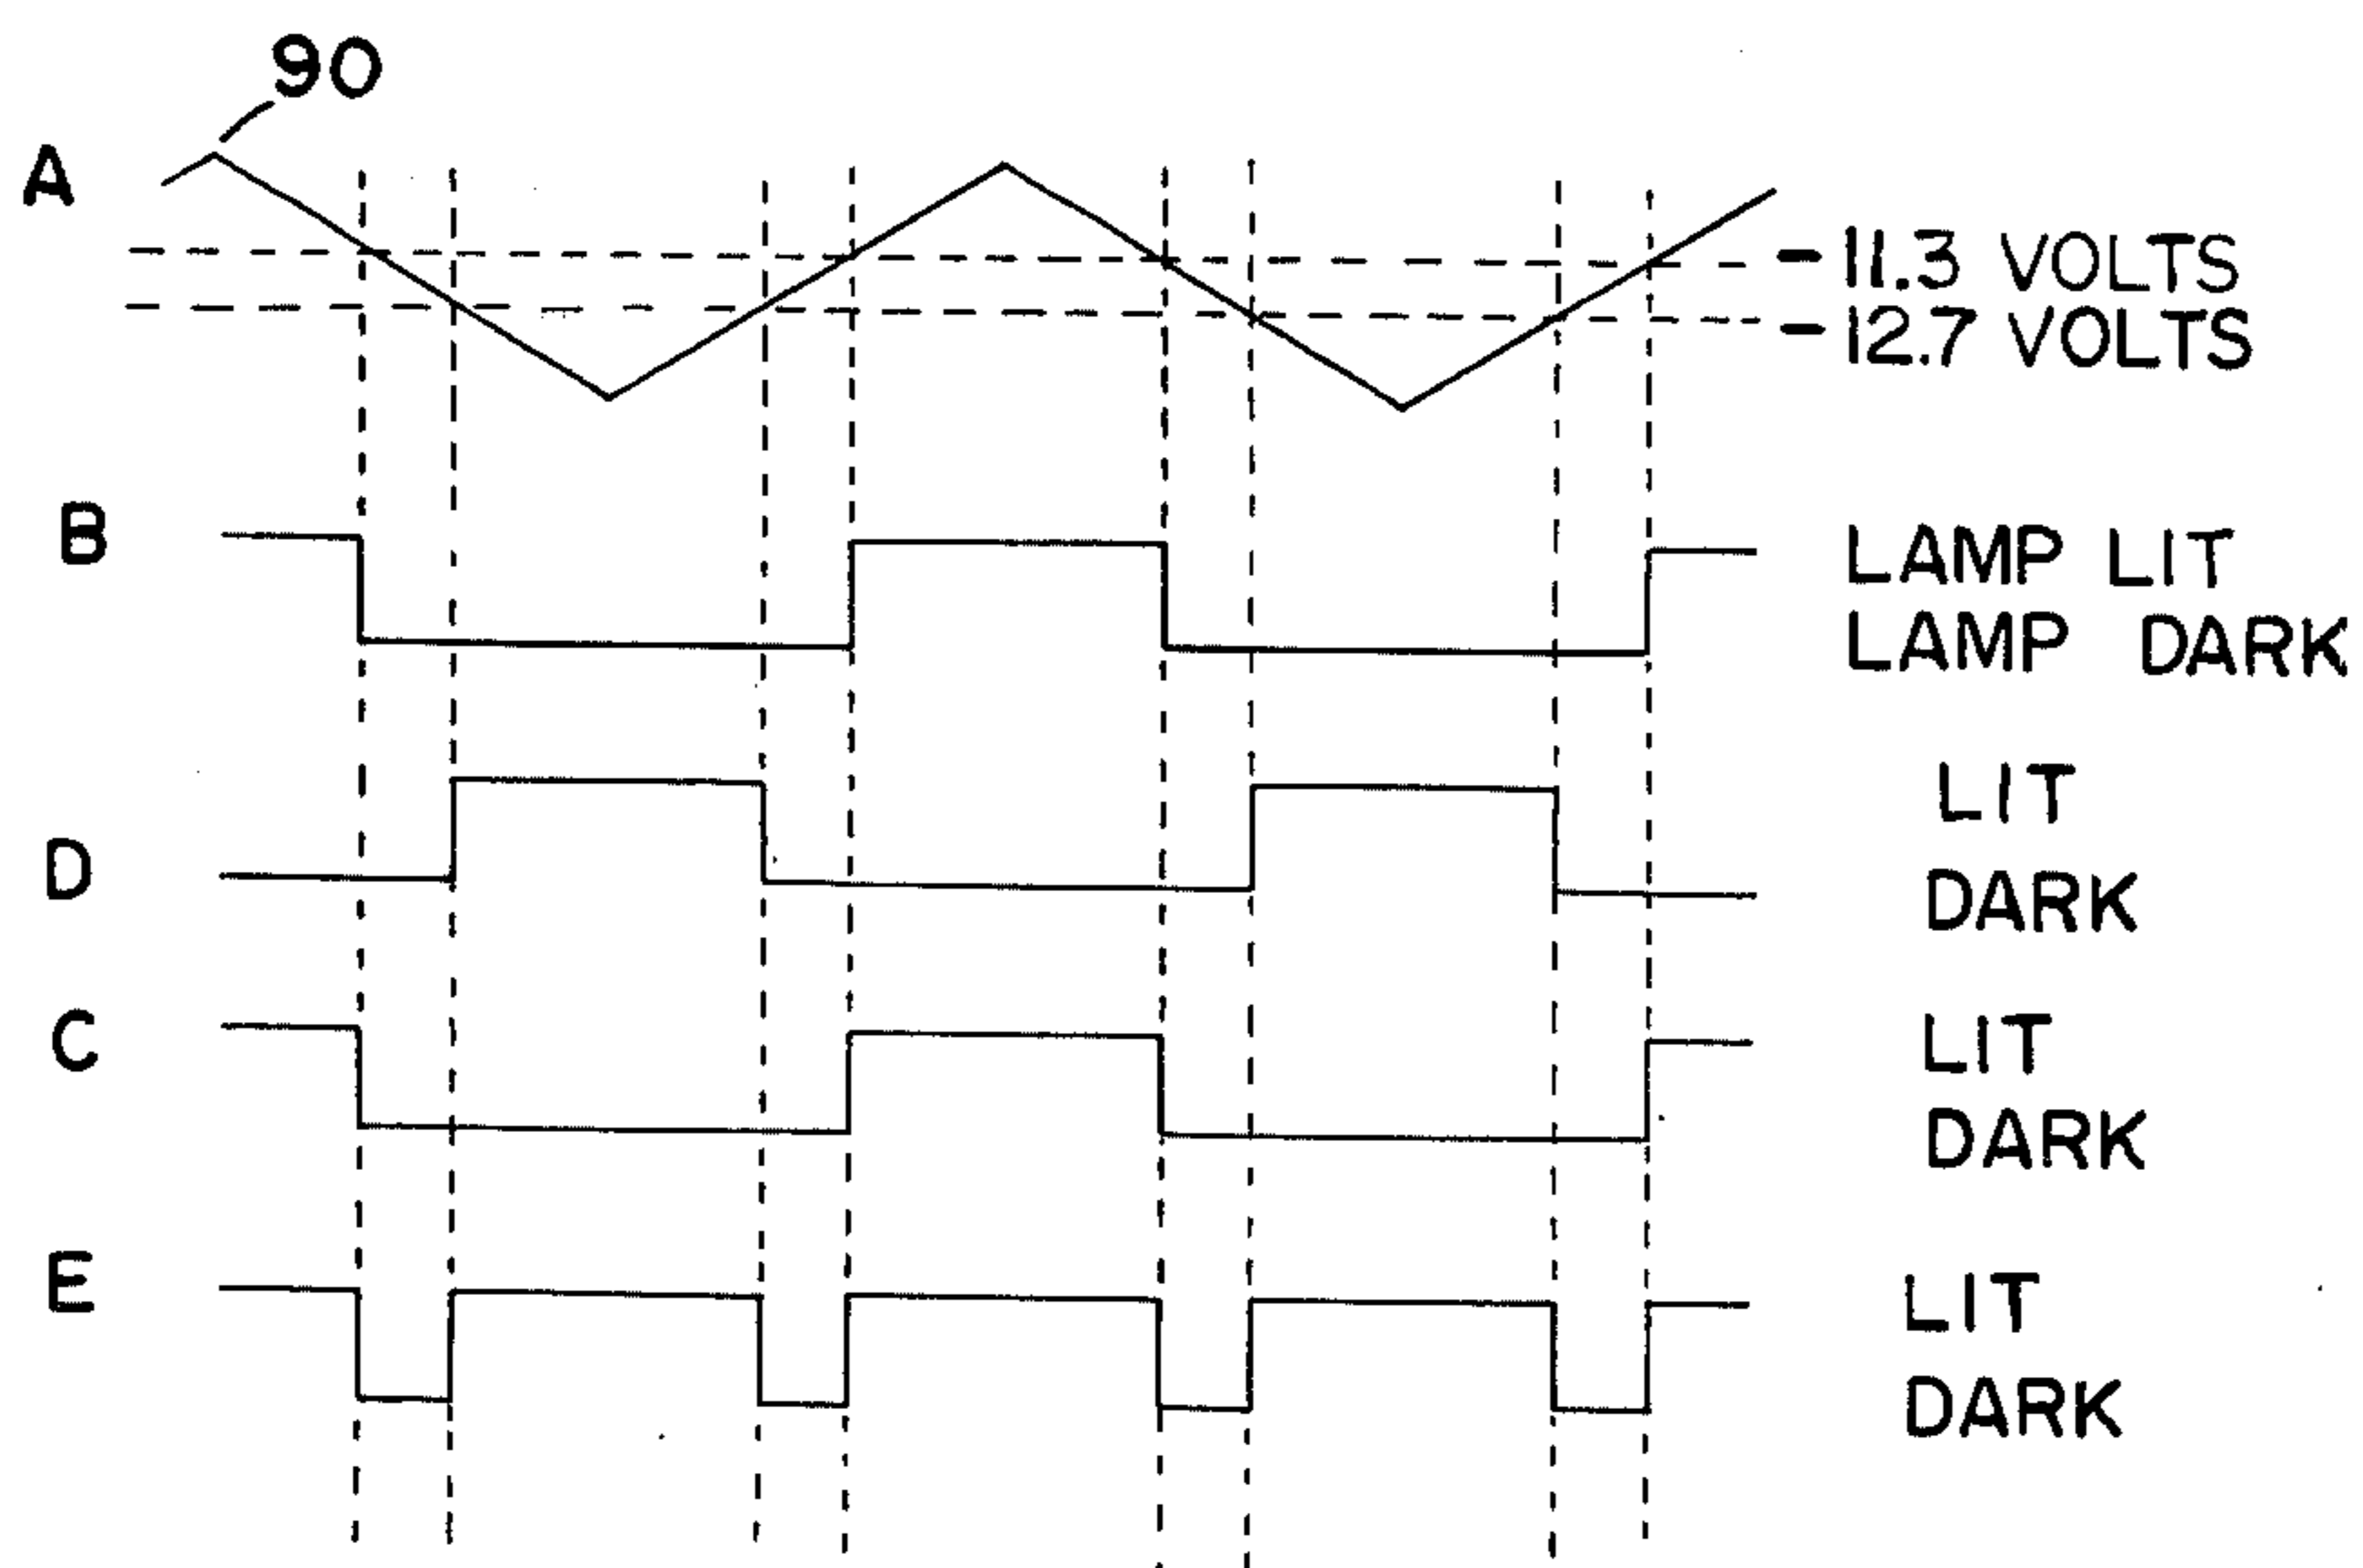 90
A
- 11.3 VOLTS
- 12.7 VOLTS
B
LAMP LIT
LAMP DARK
D
LIT
DARK
C
LIT
DARK
E
LIT
DARK